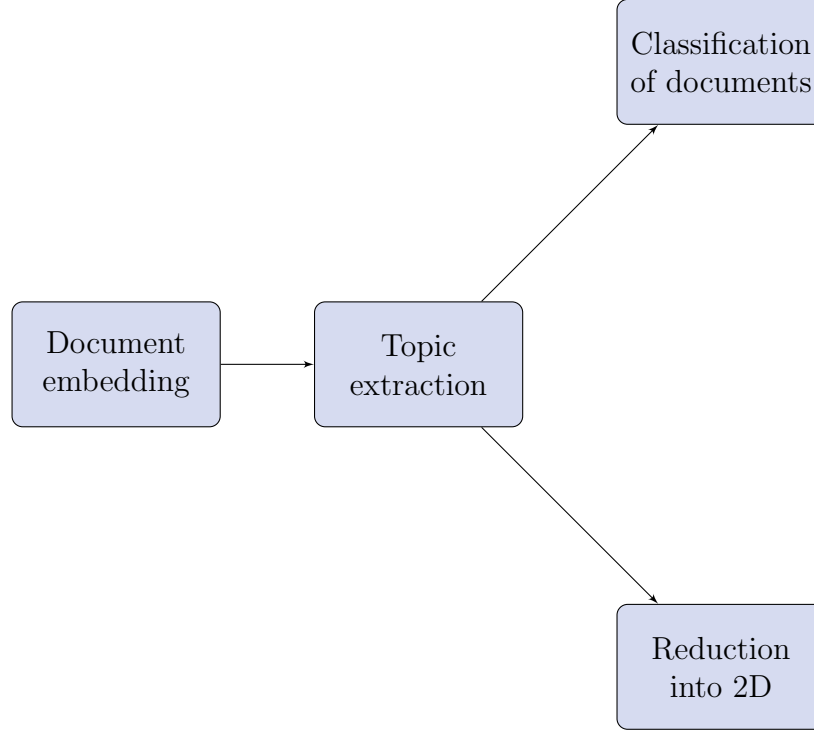 Classification
of documents
Document
embedding
Topic
extraction
Reduction
into 2D